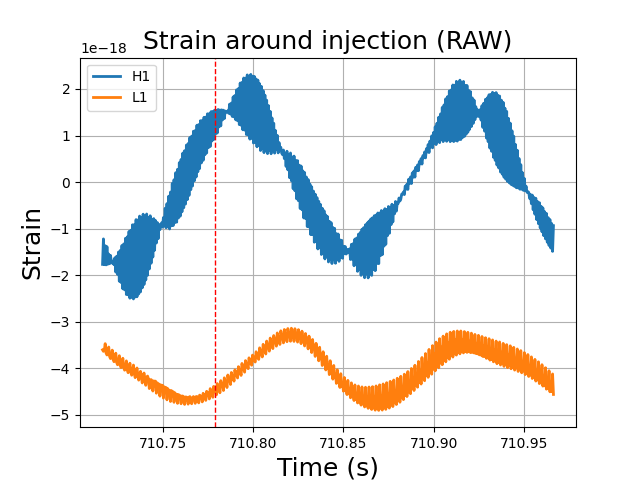 Strain around injection (RAW)
1e−18
H1
L1
2
1
0
−1
−2
−3
−4
−5
Strain
710.75 710.80 710.85 710.90 710.95
Time (s)